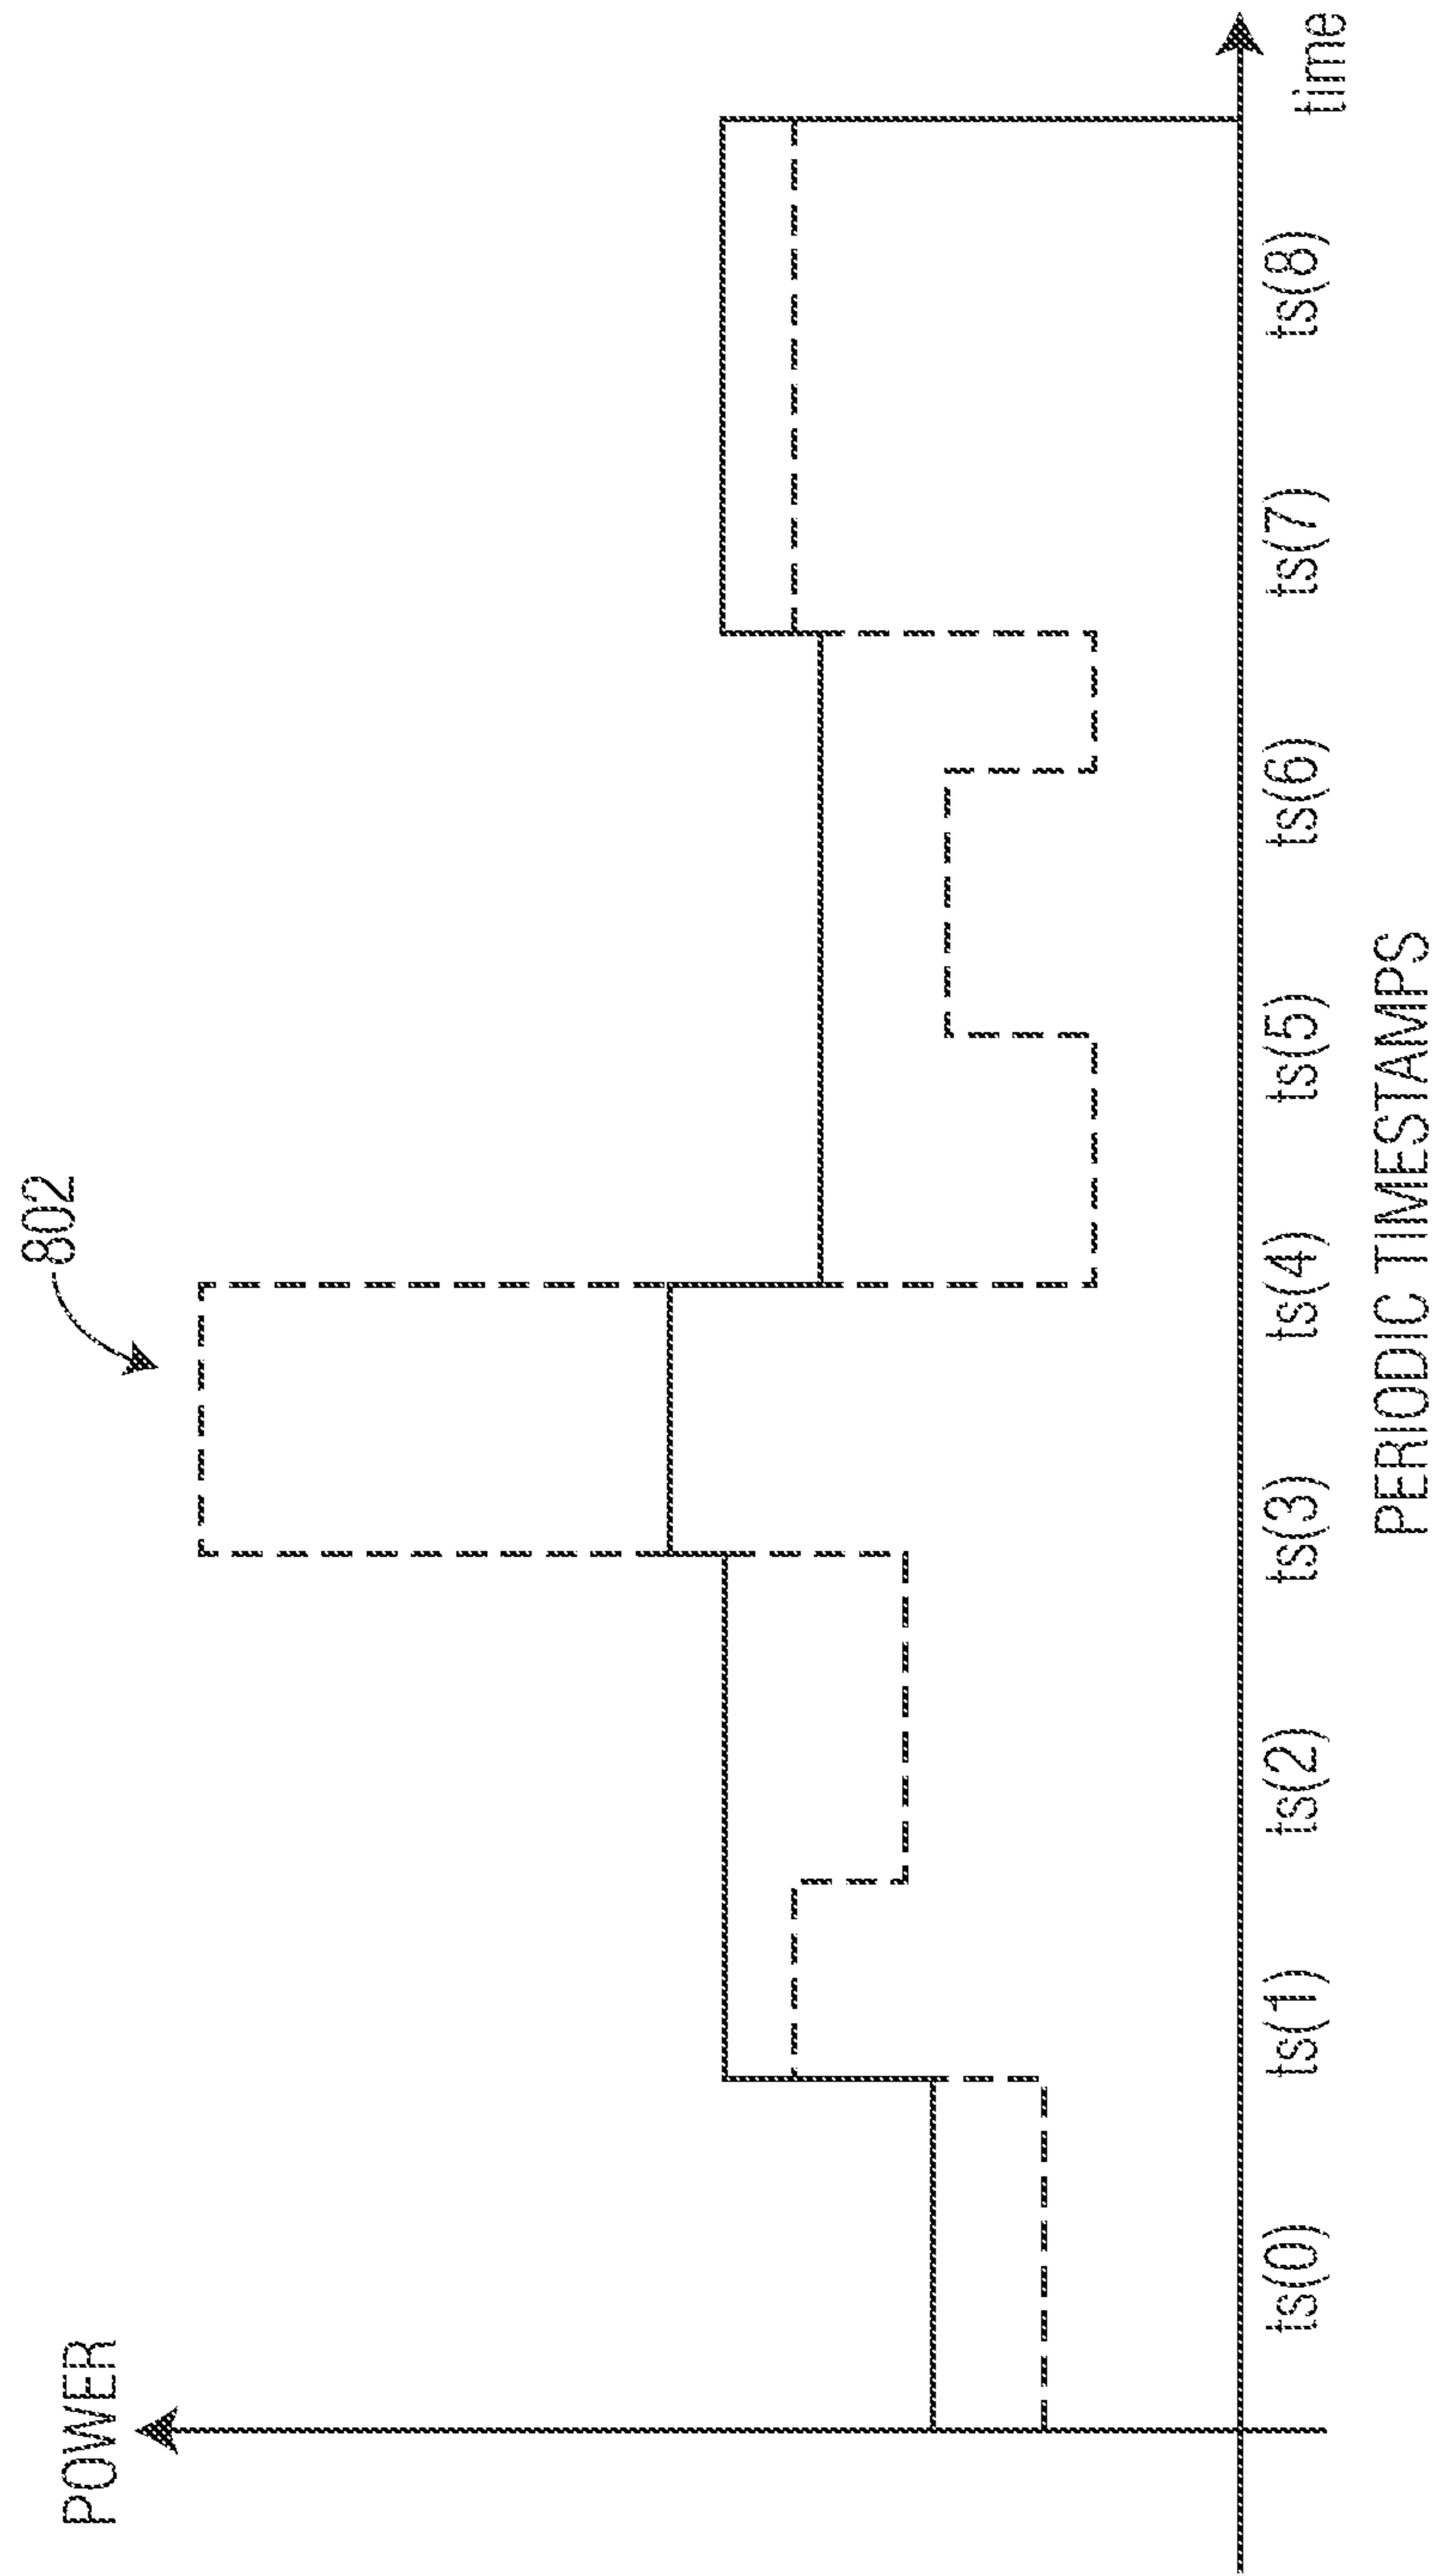 802
POWER
ts(0) ts(1) ts(2) ts(3) ts(4) ts(5) ts(6) ts(7) ts(8)
time
PERIODIC TIMESTAMPS